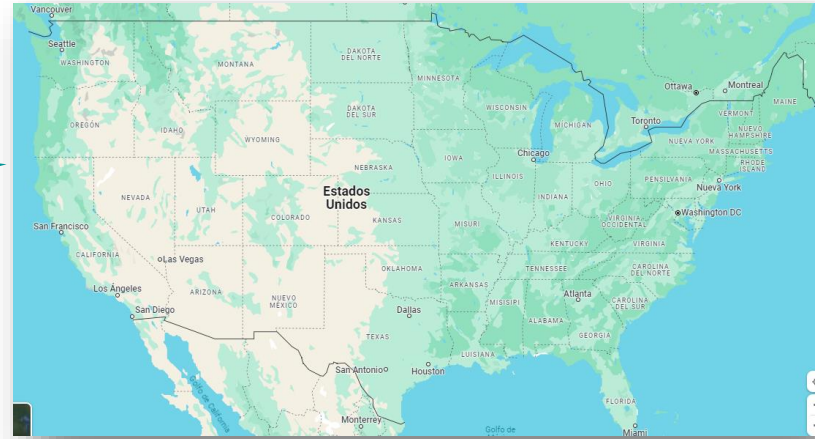 Vancouver
Seattle
WASHINGTON
MONTANA
DAKOTA
DEL NORTE
MINNESOTA
Ottawa
Montreal
MAINE
OREGÓN
IDAHO
WYOMING
DAKOTA
DEL SUR
WISCONSIN
MICHIGAN
Toronto
VERMONT
NUEVO
HAMPSHIRE
NUEVA YORK
MASSACHUSETTS
RHODE
ISLAND
NEBRASKA
IOWA
Chicago
ILLINOIS
INDIANA
OHIO
PENSILVANIA
Nueva York
NEVADA
UTAH
COLORADO
Estados
Unidos
KANSAS
MISURI
VIRGINIA
OCCIDENTAL
Washington DC
San Francisco
CALIFORNIA
Las Vegas
KENTUCKY
VIRGINIA
Los Ángeles
ARIZONA
NUEVO
MÉXICO
OKLAHOMA
ARKANSAS
TENNESSEE
CAROLINA
DEL NORTE
San Diego
Dallas
MISISIPI
Atlanta
CAROLINA
DEL SUR
ALABAMA
GEORGIA
TEXAS
LUISIANA
San Antonio
Houston
Golfo de California
FLORIDA
Monterrey
Golfo de
Miami